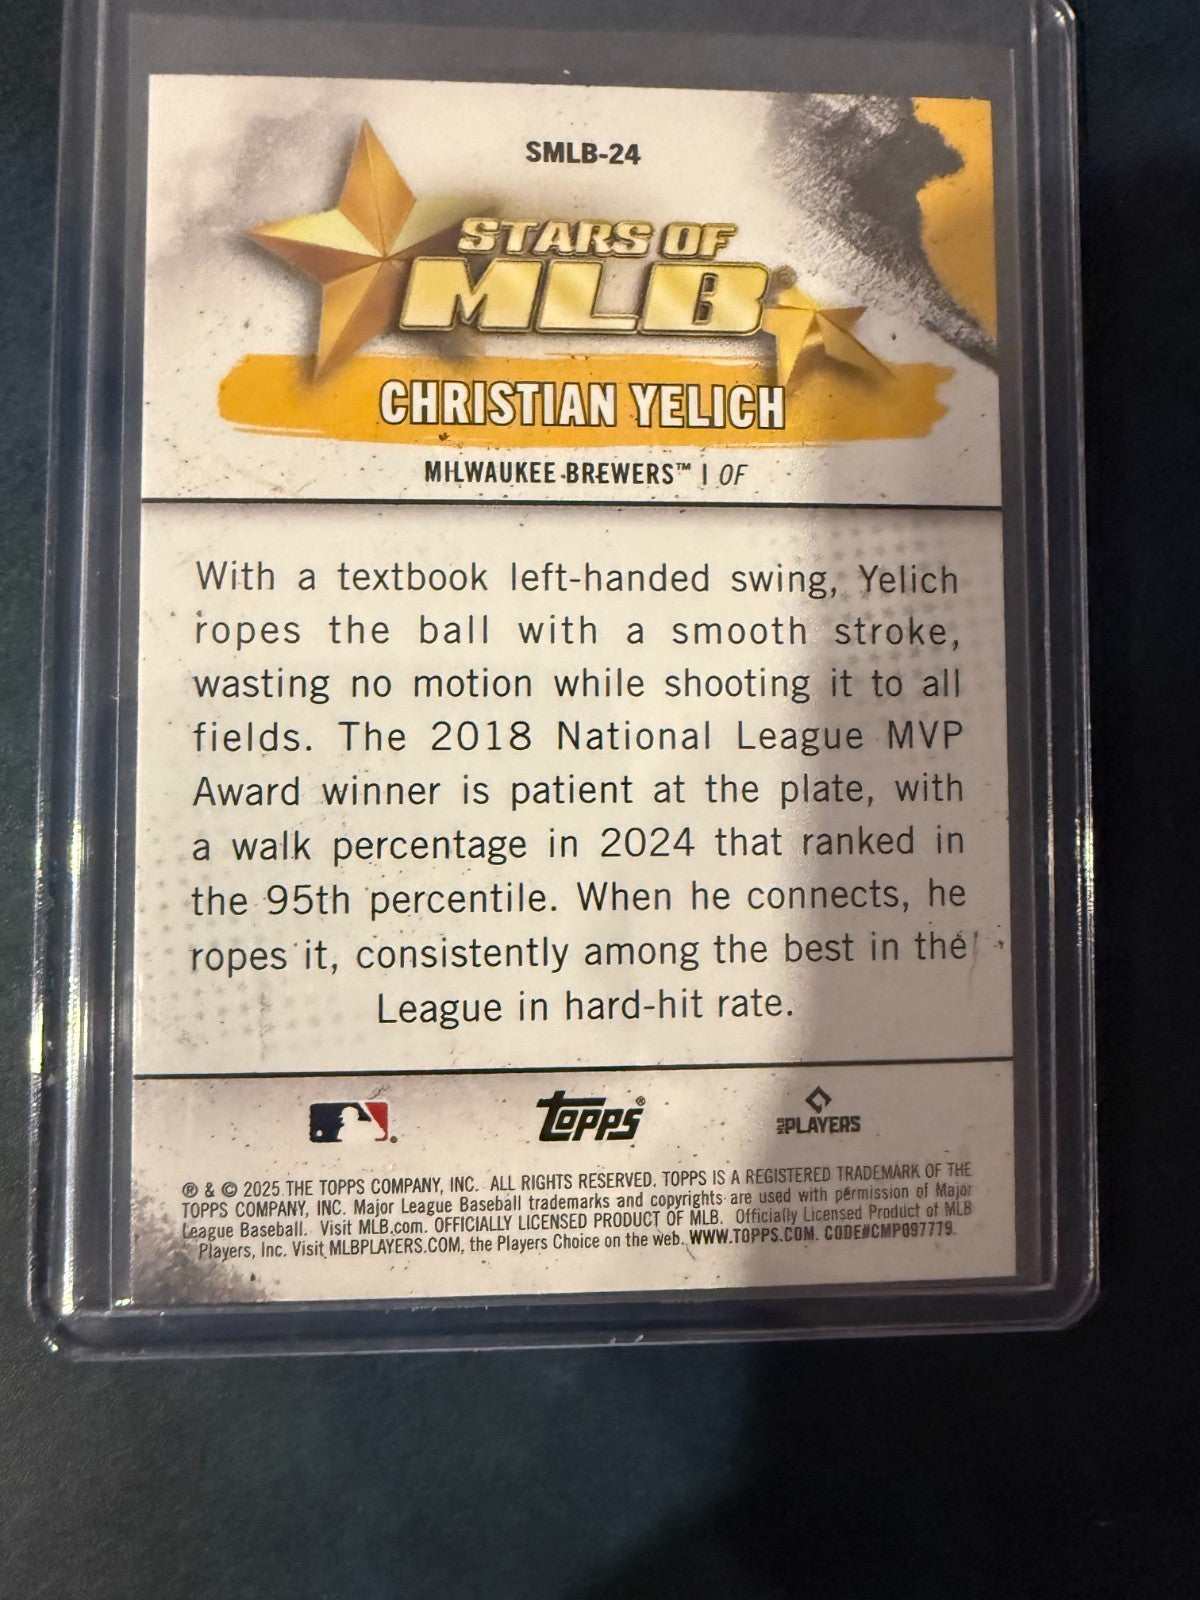 SMLB-24
STARS OF
MLB®
CHRISTIAN YELICH
MILWAUKEE BREWERS™ | OF
With a textbook left-handed swing, Yelich
ropes the ball with a smooth stroke,
wasting no motion while shooting it to all
fields. The 2018 National League MVP
Award winner is patient at the plate, with
a walk percentage in 2024 that ranked in
the 95th percentile. When he connects, he
ropes it, consistently among the best in the
League in hard-hit rate.
TOPPS®
MLBPLAYERS
® & © 2025 THE TOPPS COMPANY, INC. ALL RIGHTS RESERVED. TOPPS IS A REGISTERED TRADEMARK OF THE
TOPPS COMPANY, INC. Major League Baseball trademarks and copyrights are used with permission of Major
League Baseball. Visit MLB.com. OFFICIALLY LICENSED PRODUCT OF MLB. Officially Licensed Product of MLB
Players, Inc. Visit MLBPLAYERS.COM, the Players Choice on the web. WWW.TOPPS.COM. CODE#CMP097779.